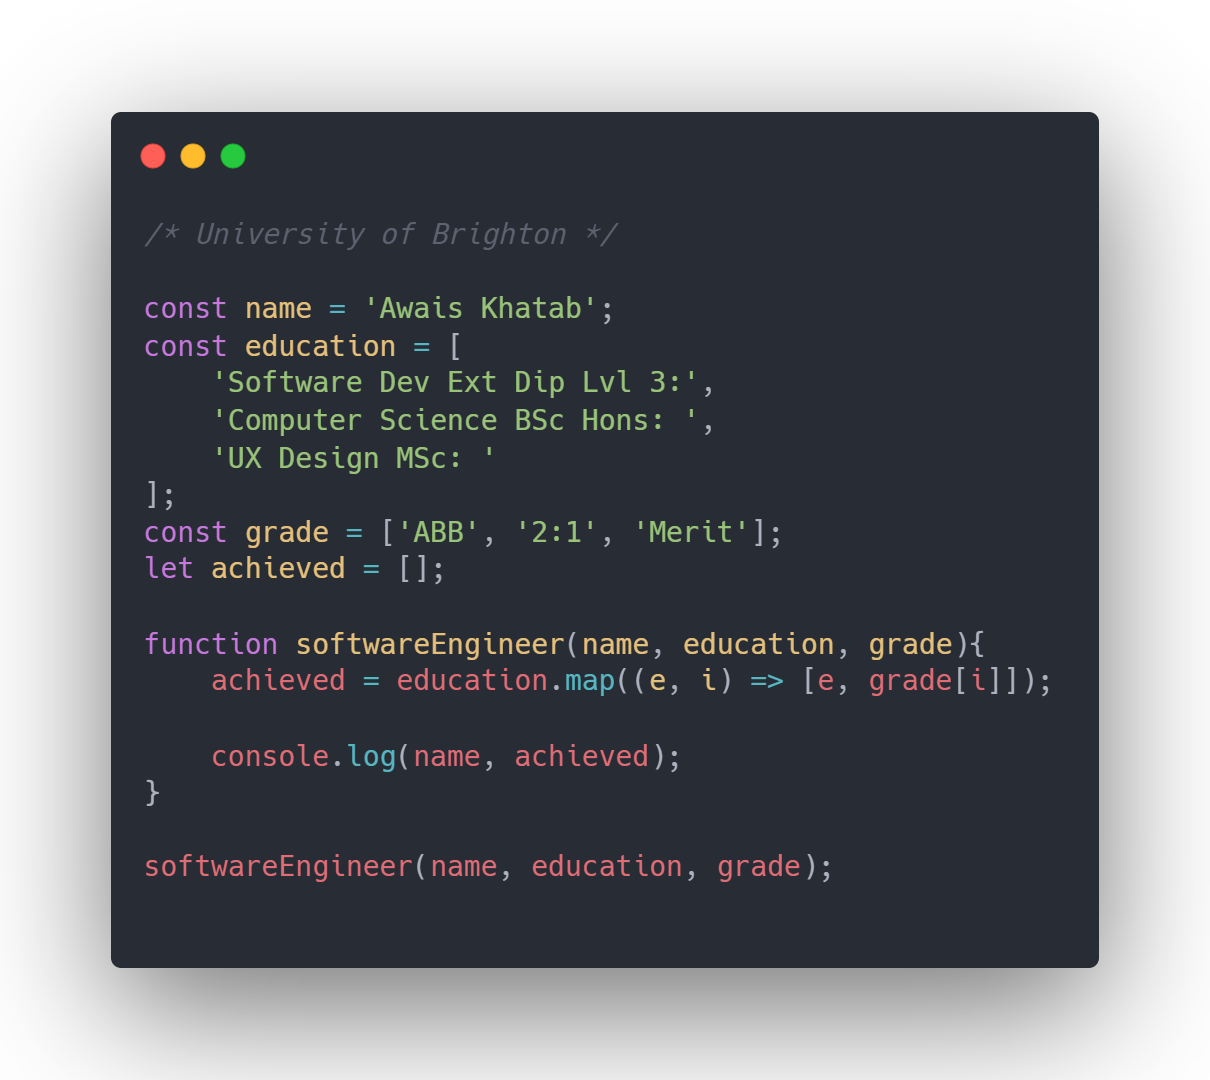 /* University of Brighton */
const name = 'Awais Khatab';
const education = [
    'Software Dev Ext Dip Lvl 3:',
    'Computer Science BSc Hons: ',
    'UX Design MSc: '
];
const grade = ['ABB', '2:1', 'Merit'];
let achieved = [];
function softwareEngineer(name, education, grade){
    achieved = education.map((e, i) => [e, grade[i]]);
    console.log(name, achieved);
}
softwareEngineer(name, education, grade);